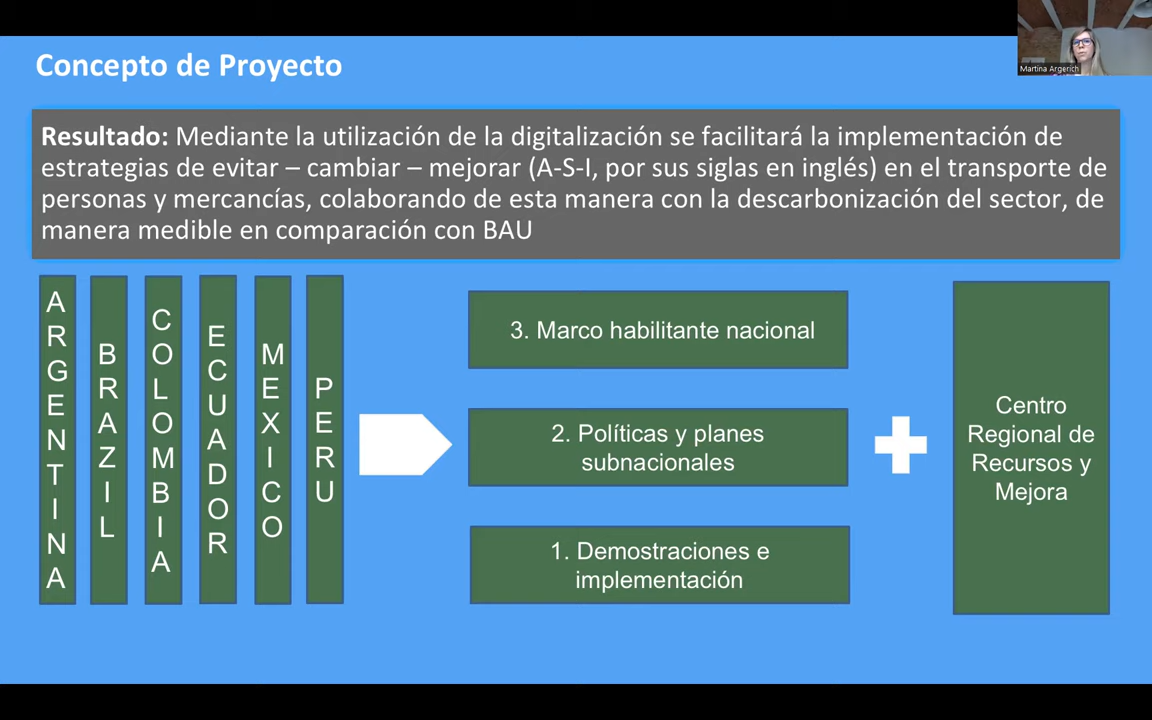 Concepto de Proyecto
Martina Argerich
Resultado: Mediante la utilización de la digitalización se facilitará la implementación de
estrategias de evitar – cambiar – mejorar (A-S-I, por sus siglas en inglés) en el transporte de
personas y mercancías, colaborando de esta manera con la descarbonización del sector, de
manera medible en comparación con BAU
ARGENTINA
BRAZIL
COLOMBIA
ECUADOR
MEXICO
PERU
3. Marco habilitante nacional
2. Políticas y planes
subnacionales
1. Demostraciones e
implementación
Centro
Regional de
Recursos y
Mejora